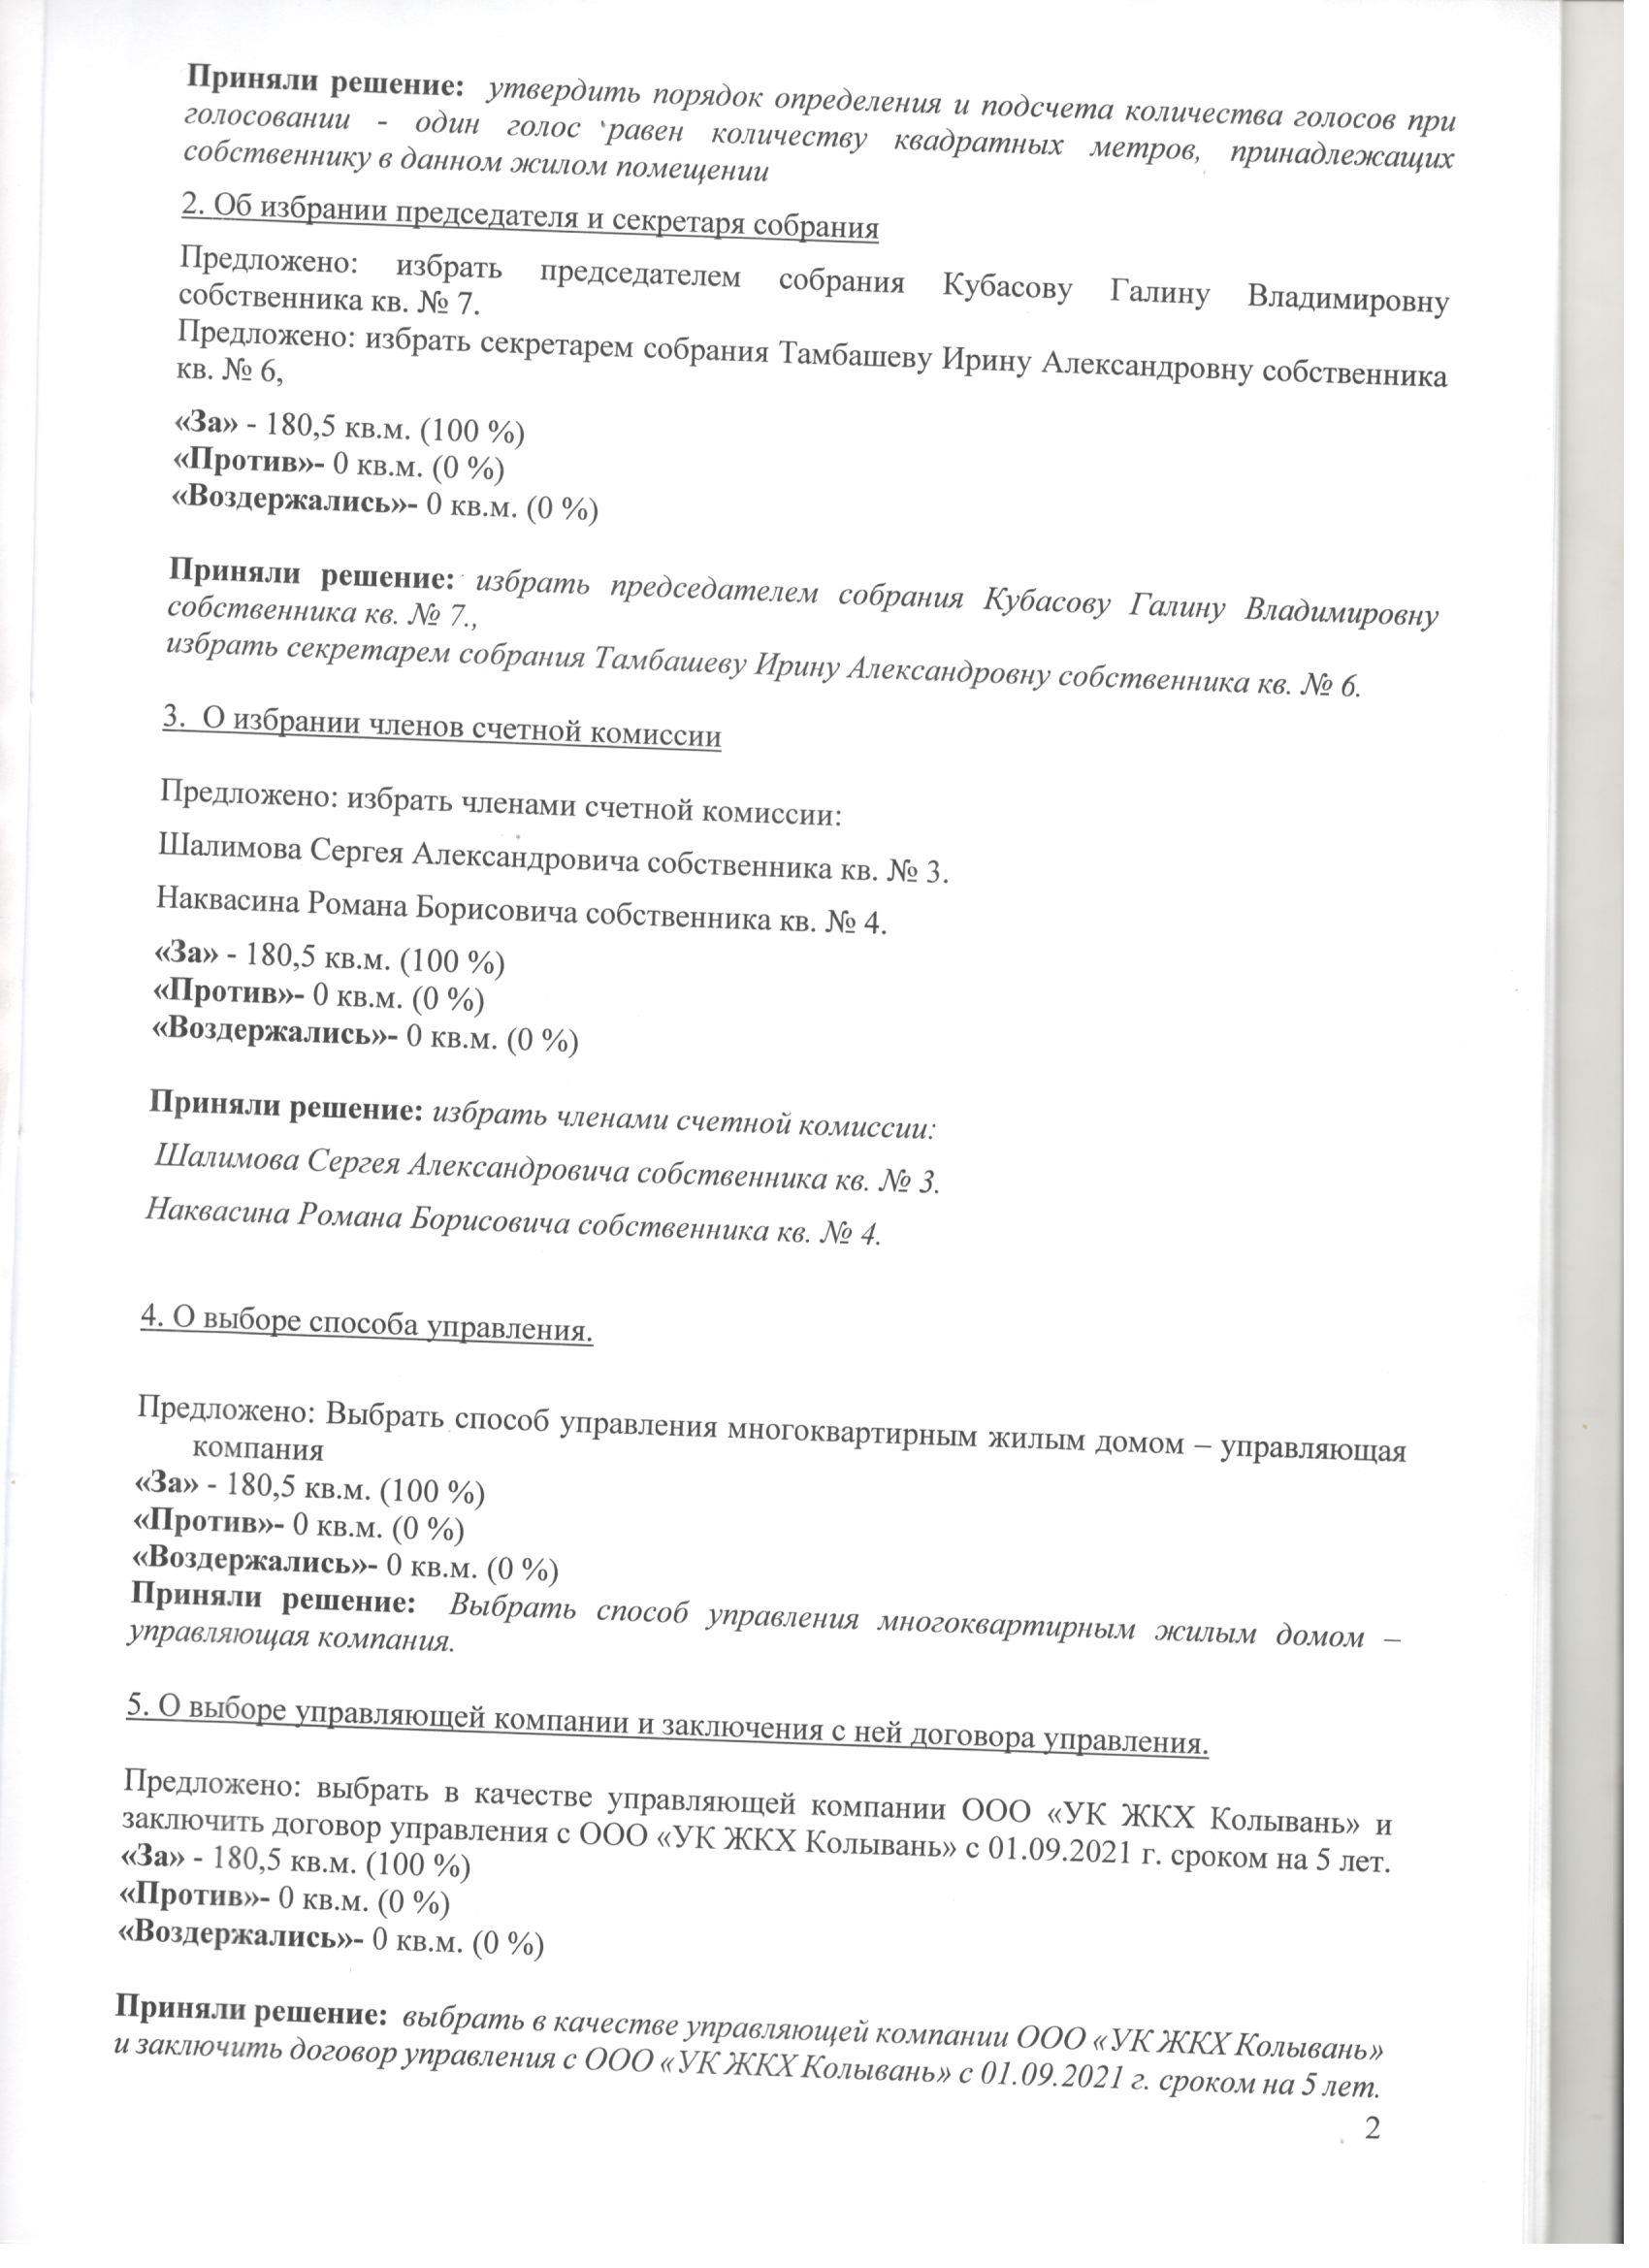 Приняли решение: утвердить порядок определения и подсчета количества голосов при
голосовании - один голос равен количеству квадратных метров, принадлежащих
собственнику в данном жилом помещении
2. Об избрании председателя и секретаря собрания
Предложено: избрать председателем собрания Кубасову Галину Владимировну
собственника кв. № 7.
Предложено: избрать секретарем собрания Тамбашеву Ирину Александровну собственника
кв. № 6,
«За» - 180,5 кв.м. (100 %)
«Против»- 0 кв.м. (0 %)
«Воздержались»- 0 кв.м. (0 %)
Приняли решение: избрать председателем собрания Кубасову Галину Владимировну
собственника кв. № 7.,
избрать секретарем собрания Тамбашеву Ирину Александровну собственника кв. № 6.
3. О избрании членов счетной комиссии
Предложено: избрать членами счетной комиссии:
Шалимова Сергея Александровича собственника кв. № 3.
Наквасина Романа Борисовича собственника кв. № 4.
«За» - 180,5 кв.м. (100 %)
«Против»- 0 кв.м. (0 %)
«Воздержались»- 0 кв.м. (0 %)
Приняли решение: избрать членами счетной комиссии:
Шалимова Сергея Александровича собственника кв. № 3.
Наквасина Романа Борисовича собственника кв. № 4.
4. О выборе способа управления.
Предложено: Выбрать способ управления многоквартирным жилым домом – управляющая
компания
«За» - 180,5 кв.м. (100 %)
«Против»- 0 кв.м. (0 %)
«Воздержались»- 0 кв.м. (0 %)
Приняли решение: Выбрать способ управления многоквартирным жилым домом –
управляющая компания.
5. О выборе управляющей компании и заключения с ней договора управления.
Предложено: выбрать в качестве управляющей компании ООО «УК ЖКХ Колывань» и
заключить договор управления с ООО «УК ЖКХ Колывань» с 01.09.2021 г. сроком на 5 лет.
«За» - 180,5 кв.м. (100 %)
«Против»- 0 кв.м. (0 %)
«Воздержались»- 0 кв.м. (0 %)
Приняли решение: выбрать в качестве управляющей компании ООО «УК ЖКХ Колывань»
и заключить договор управления с ООО «УК ЖКХ Колывань» с 01.09.2021 г. сроком на 5 лет.
2